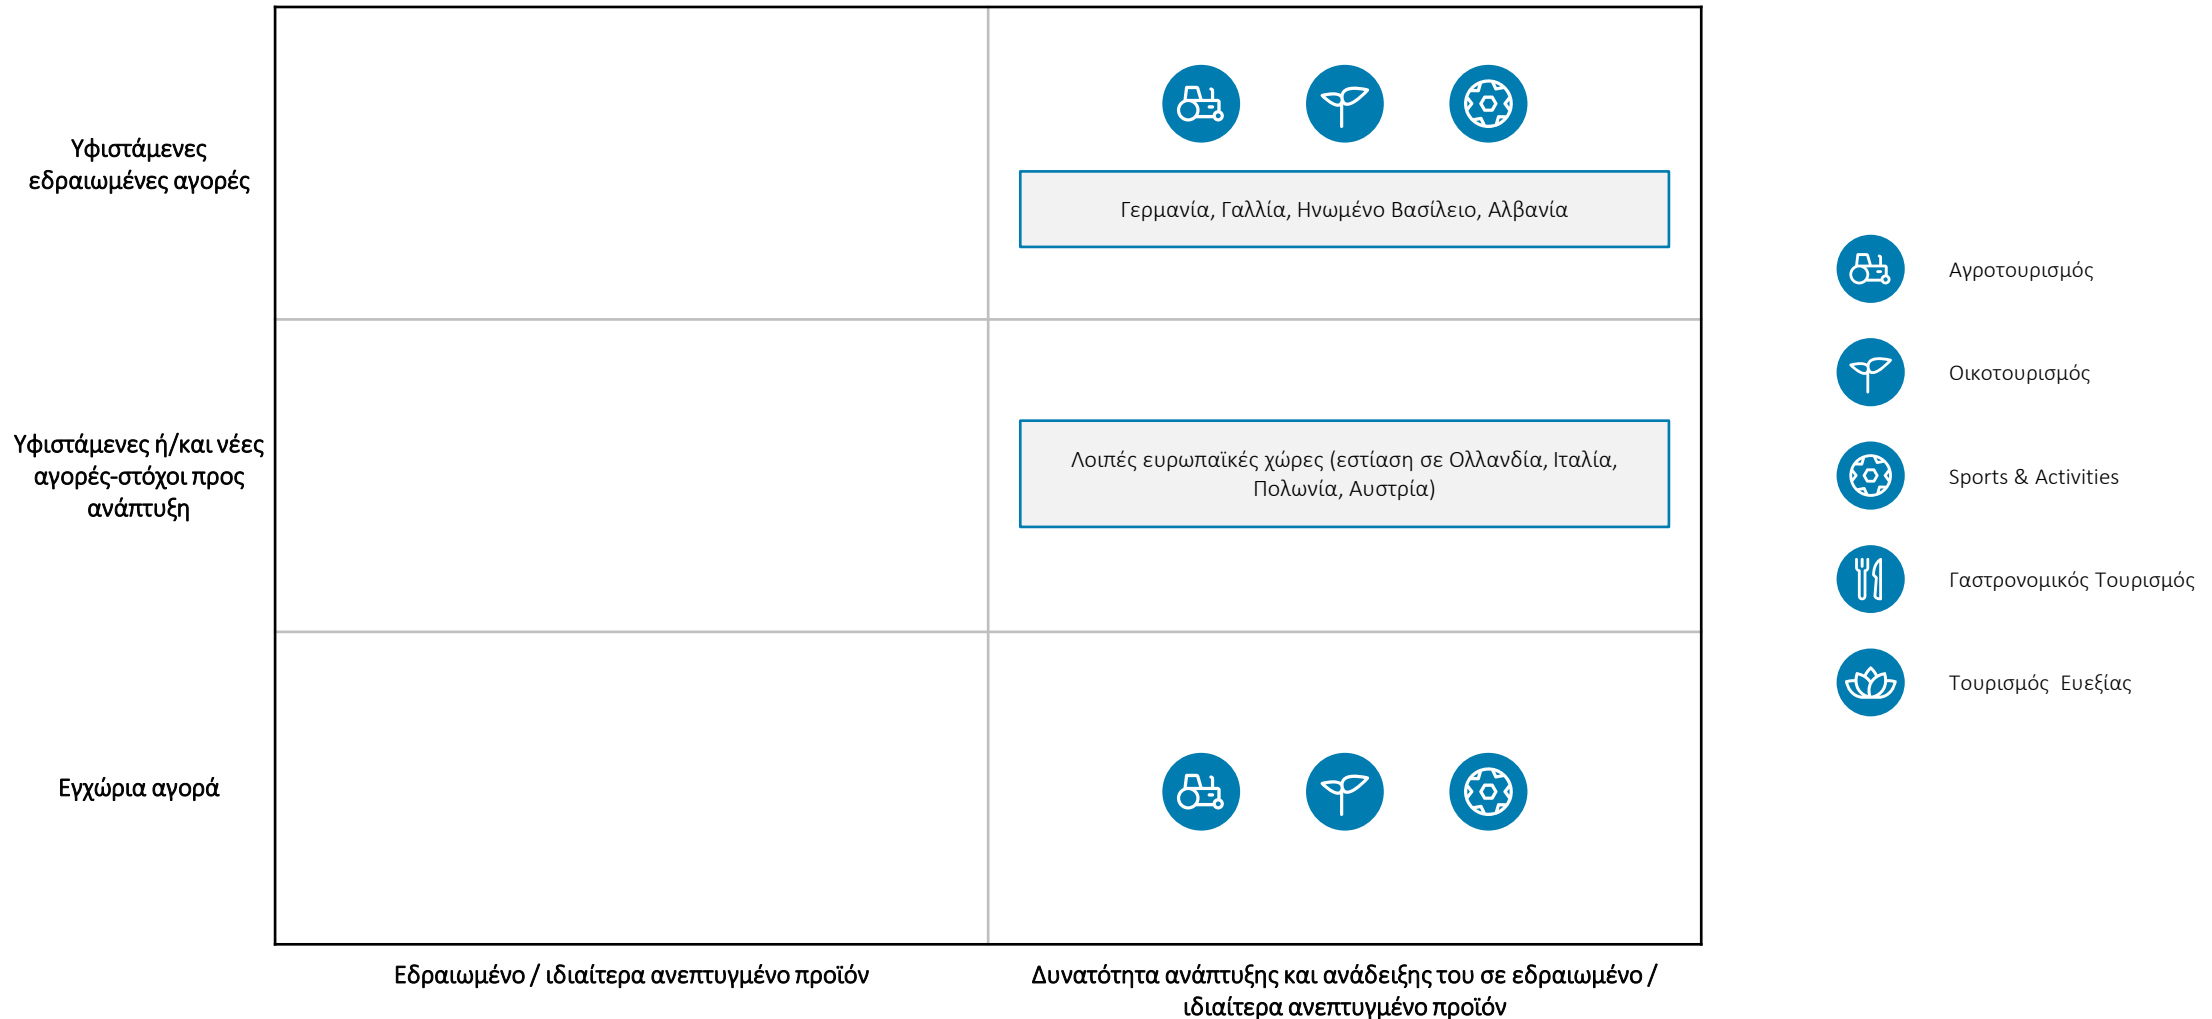 Υφιστάμενες
εδραιωμένες αγορές
Γερμανία, Γαλλία, Ηνωμένο Βασίλειο, Αλβανία
Υφιστάμενες ή/και νέες
αγορές-στόχοι προς
ανάπτυξη
Λοιπές ευρωπαϊκές χώρες (εστίαση σε Ολλανδία, Ιταλία,
Πολωνία, Αυστρία)
Εγχώρια αγορά
Εδραιωμένο / ιδιαίτερα ανεπτυγμένο προϊόν
Δυνατότητα ανάπτυξης και ανάδειξης του σε εδραιωμένο /
ιδιαίτερα ανεπτυγμένο προϊόν
Αγροτουρισμός
Οικοτουρισμός
Sports & Activities
Γαστρονομικός Τουρισμός
Τουρισμός Ευεξίας